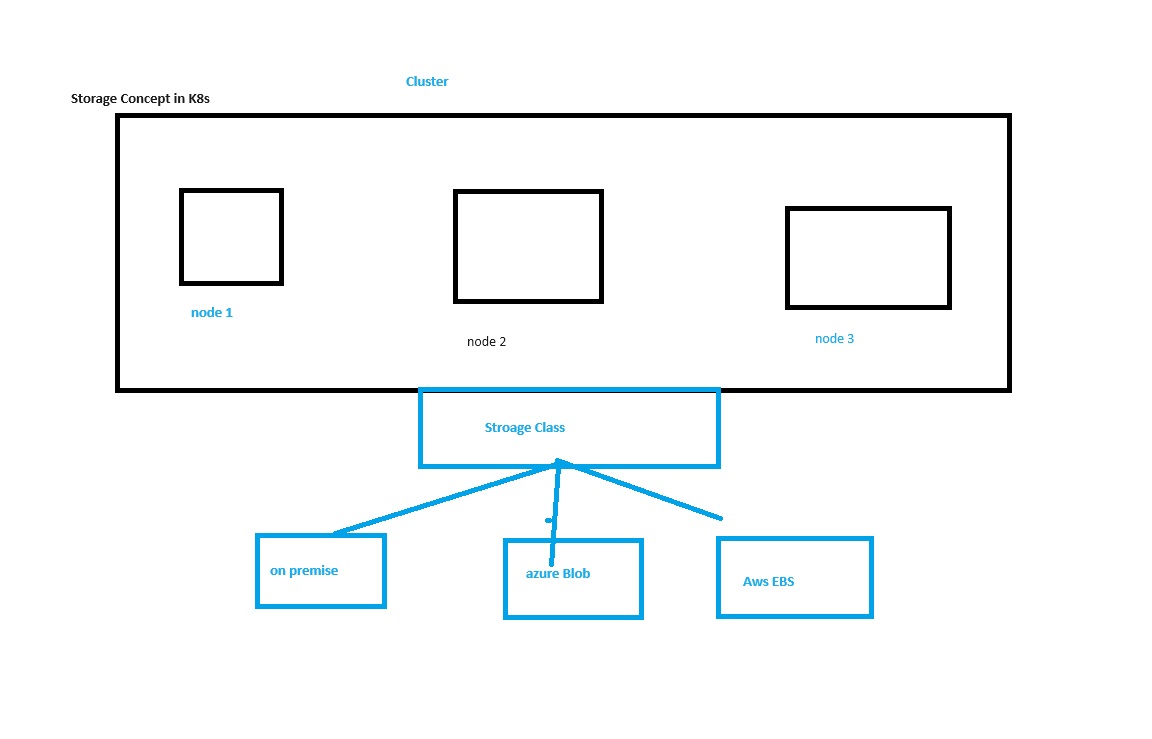 Cluster
Storage Concept in K8s
node 1
node 2
node 3
Stroage Class
on premise
azure Blob
Aws EBS